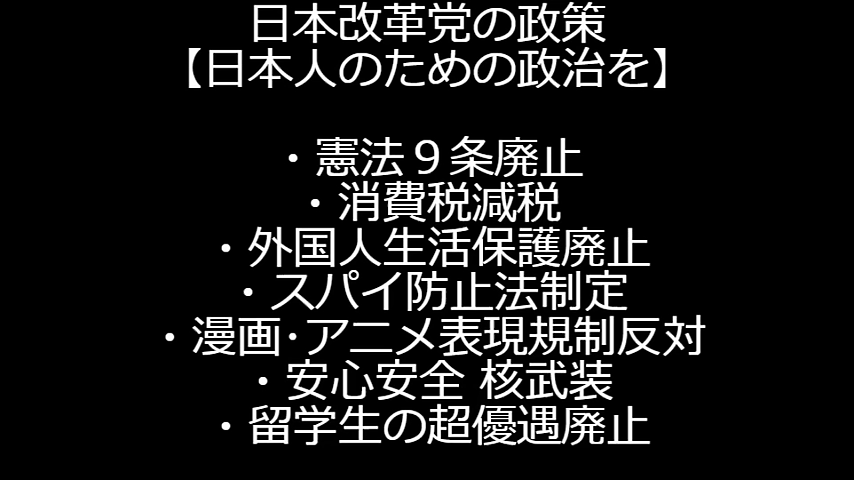 日本改革党の政策
【日本人のための政治を】
・憲法９条廃止
・消費税減税
・外国人生活保護廃止
・スパイ防止法制定
・漫画･アニメ表現規制反対
・安心安全 核武装
・留学生の超優遇廃止